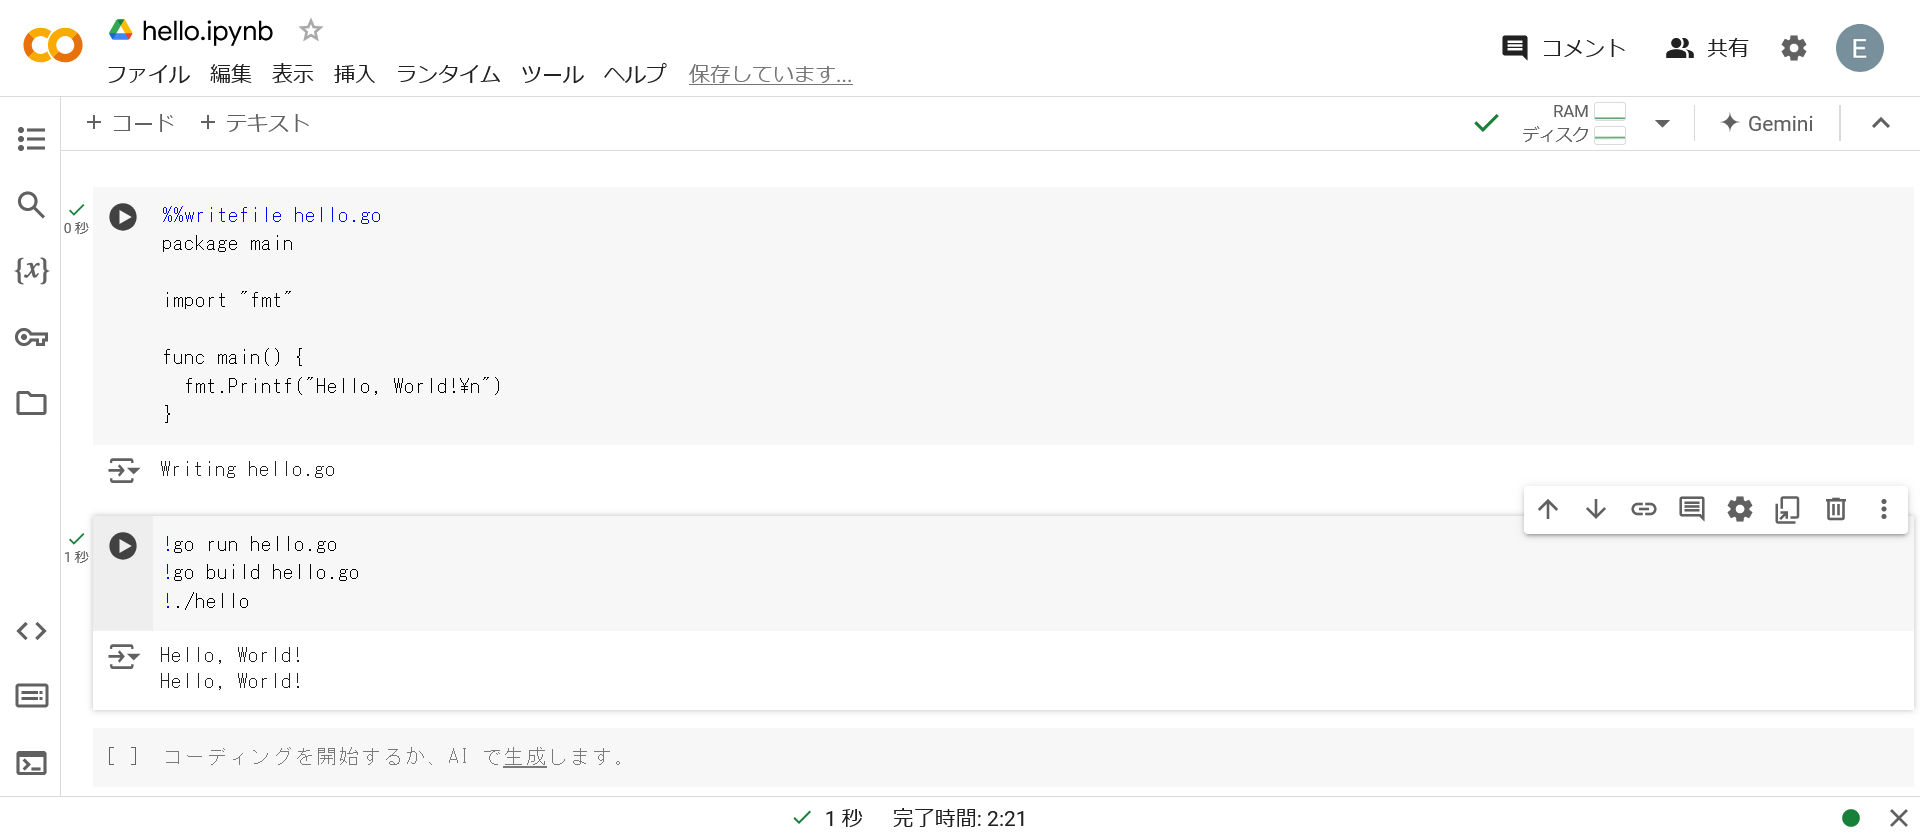 hello.ipynb
ファイル 編集 表示 挿入 ランタイム ツール ヘルプ 保存しています...
コメント 共有 E
+ コード + テキスト
RAM
ディスク
Gemini
0 秒
%%writefile hello.go
package main
import "fmt"
func main() {
  fmt.Printf("Hello, World!¥n")
}
Writing hello.go
1 秒
!go run hello.go
!go build hello.go
!./hello
Hello, World!
Hello, World!
[ ] コーディングを開始するか、AI で生成します。
1 秒 完了時間: 2:21